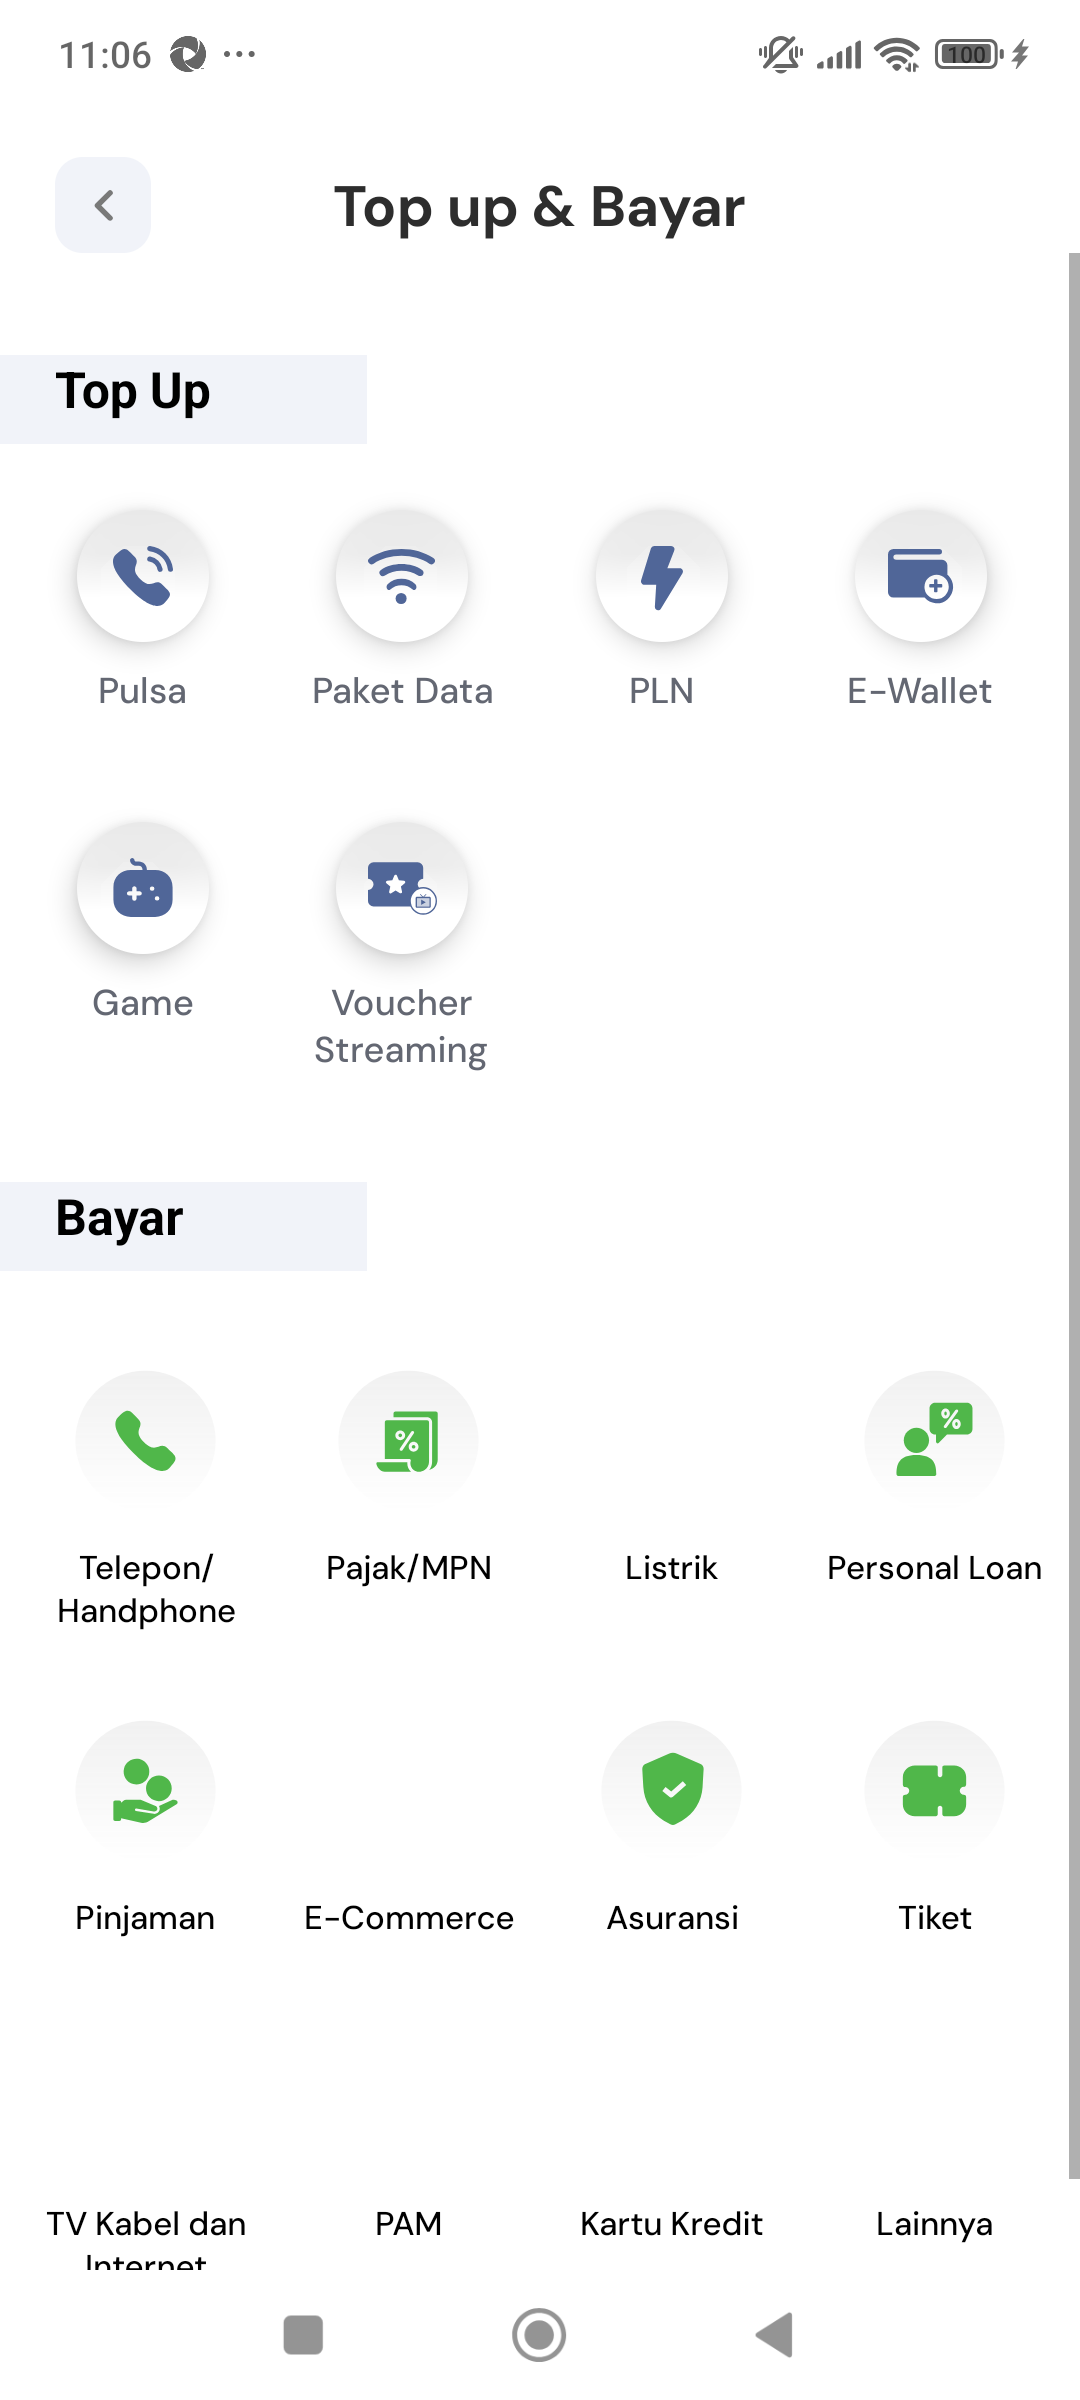 11:06
100
Top up & Bayar
Top Up
Pulsa
Paket Data
PLN
E-Wallet
Game
Voucher
Streaming
Bayar
Telepon/
Handphone
Pajak/MPN
Listrik
Personal Loan
Pinjaman
E-Commerce
Asuransi
Tiket
TV Kabel dan
Internet
PAM
Kartu Kredit
Lainnya